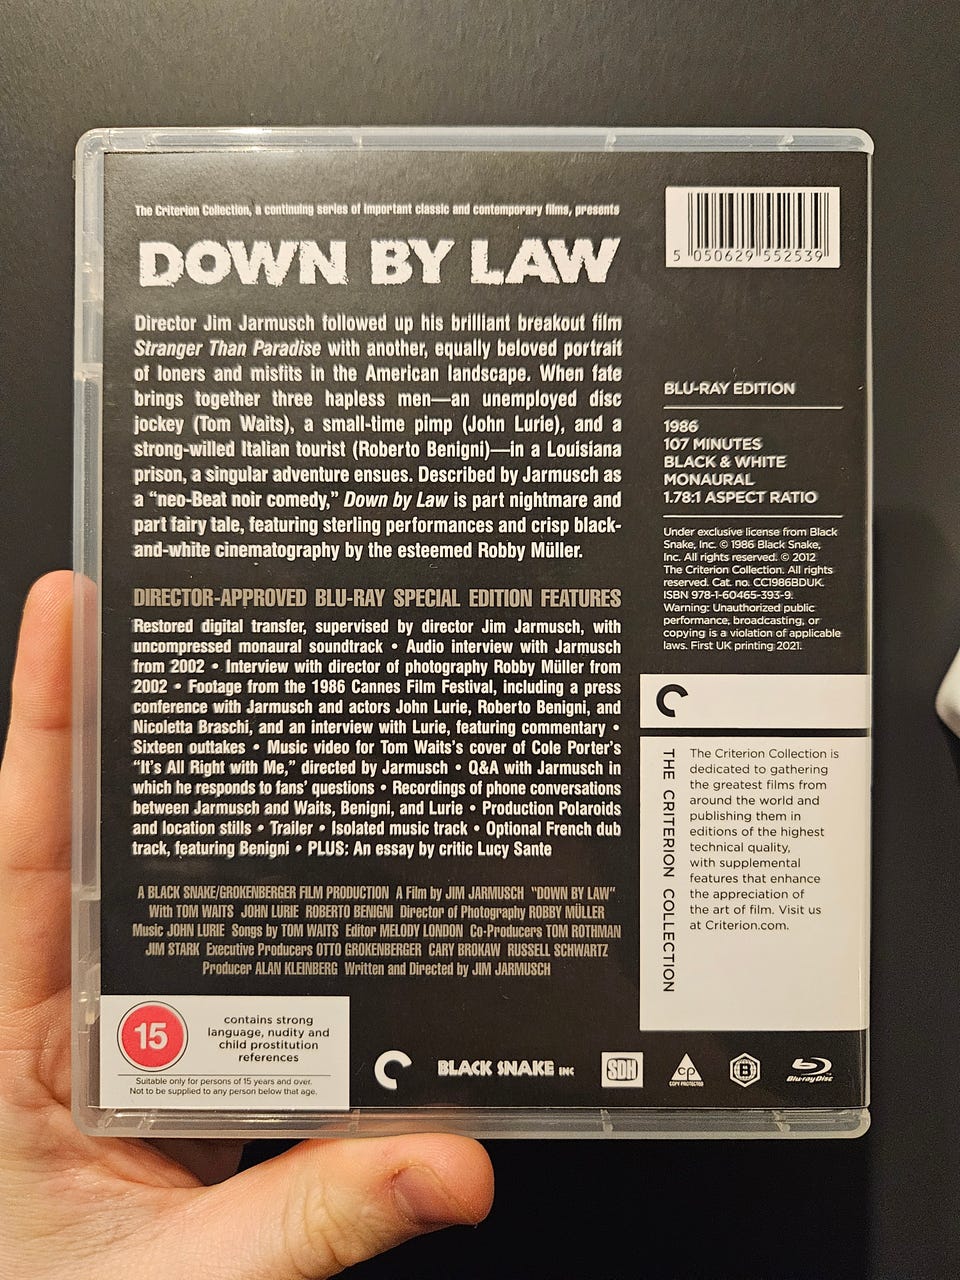 The Criterion Collection, a continuing series of important classic and contemporary films, presents
DOWN BY LAW
Director Jim Jarmusch followed up his brilliant breakout film
Stranger Than Paradise with another, equally beloved portrait
of loners and misfits in the American landscape. When fate
brings together three hapless men—an unemployed disc
jockey (Tom Waits), a small-time pimp (John Lurie), and a
strong-willed Italian tourist (Roberto Benigni)—in a Louisiana
prison, a singular adventure ensues. Described by Jarmusch as
a “neo-Beat noir comedy,” Down by Law is part nightmare and
part fairy tale, featuring sterling performances and crisp black-
and-white cinematography by the esteemed Robby Müller.
DIRECTOR-APPROVED BLU-RAY SPECIAL EDITION FEATURES
Restored digital transfer, supervised by director Jim Jarmusch, with
uncompressed monaural soundtrack • Audio interview with Jarmusch
from 2002 • Interview with director of photography Robby Müller from
2002 • Footage from the 1986 Cannes Film Festival, including a press
conference with Jarmusch and actors John Lurie, Roberto Benigni, and
Nicoletta Braschi, and an interview with Lurie, featuring commentary •
Sixteen outtakes • Music video for Tom Waits’s cover of Cole Porter’s
“It’s All Right with Me,” directed by Jarmusch • Q&A with Jarmusch in
which he responds to fans’ questions • Recordings of phone conversations
between Jarmusch and Waits, Benigni, and Lurie • Production Polaroids
and location stills • Trailer • Isolated music track • Optional French dub
track, featuring Benigni • PLUS: An essay by critic Lucy Sante
A BLACK SNAKE/GROKENBERGER FILM PRODUCTION A Film by JIM JARMUSCH “DOWN BY LAW”
With TOM WAITS JOHN LURIE ROBERTO BENIGNI Director of Photography ROBBY MÜLLER
Music JOHN LURIE Songs by TOM WAITS Editor MELODY LONDON Co-Producers TOM ROTHMAN
JIM STARK Executive Producers OTTO GROKENBERGER CARY BROKAW RUSSELL SCHWARTZ
Producer ALAN KLEINBERG Written and Directed by JIM JARMUSCH
5 050629 552539
BLU-RAY EDITION
1986
107 MINUTES
BLACK & WHITE
MONAURAL
1.78:1 ASPECT RATIO
Under exclusive license from Black
Snake, Inc. © 1986 Black Snake,
Inc. All rights reserved. © 2012
The Criterion Collection. All rights
reserved. Cat. no. CC1986BDUK.
ISBN 978-1-60465-393-9.
Warning: Unauthorized public
performance, broadcasting, or
copying is a violation of applicable
laws. First UK printing 2021.
THE CRITERION COLLECTION
The Criterion Collection is
dedicated to gathering
the greatest films from
around the world and
publishing them in
editions of the highest
technical quality,
with supplemental
features that enhance
the appreciation of
the art of film. Visit us
at Criterion.com.
15
contains strong
language, nudity and
child prostitution
references
Suitable only for persons of 15 years and over.
Not to be supplied to any person below that age.
BLACK SNAKE INC
SDH
CP
COPY PROTECTED
B
Blu-ray Disc